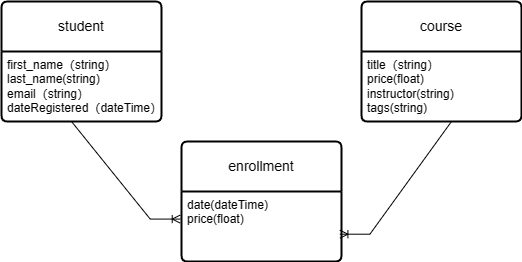 student
first_name（string)
last_name(string)
email（string)
dateRegistered（dateTime)
course
title（string)
price(float)
instructor(string)
tags(string)
enrollment
date(dateTime)
price(float)